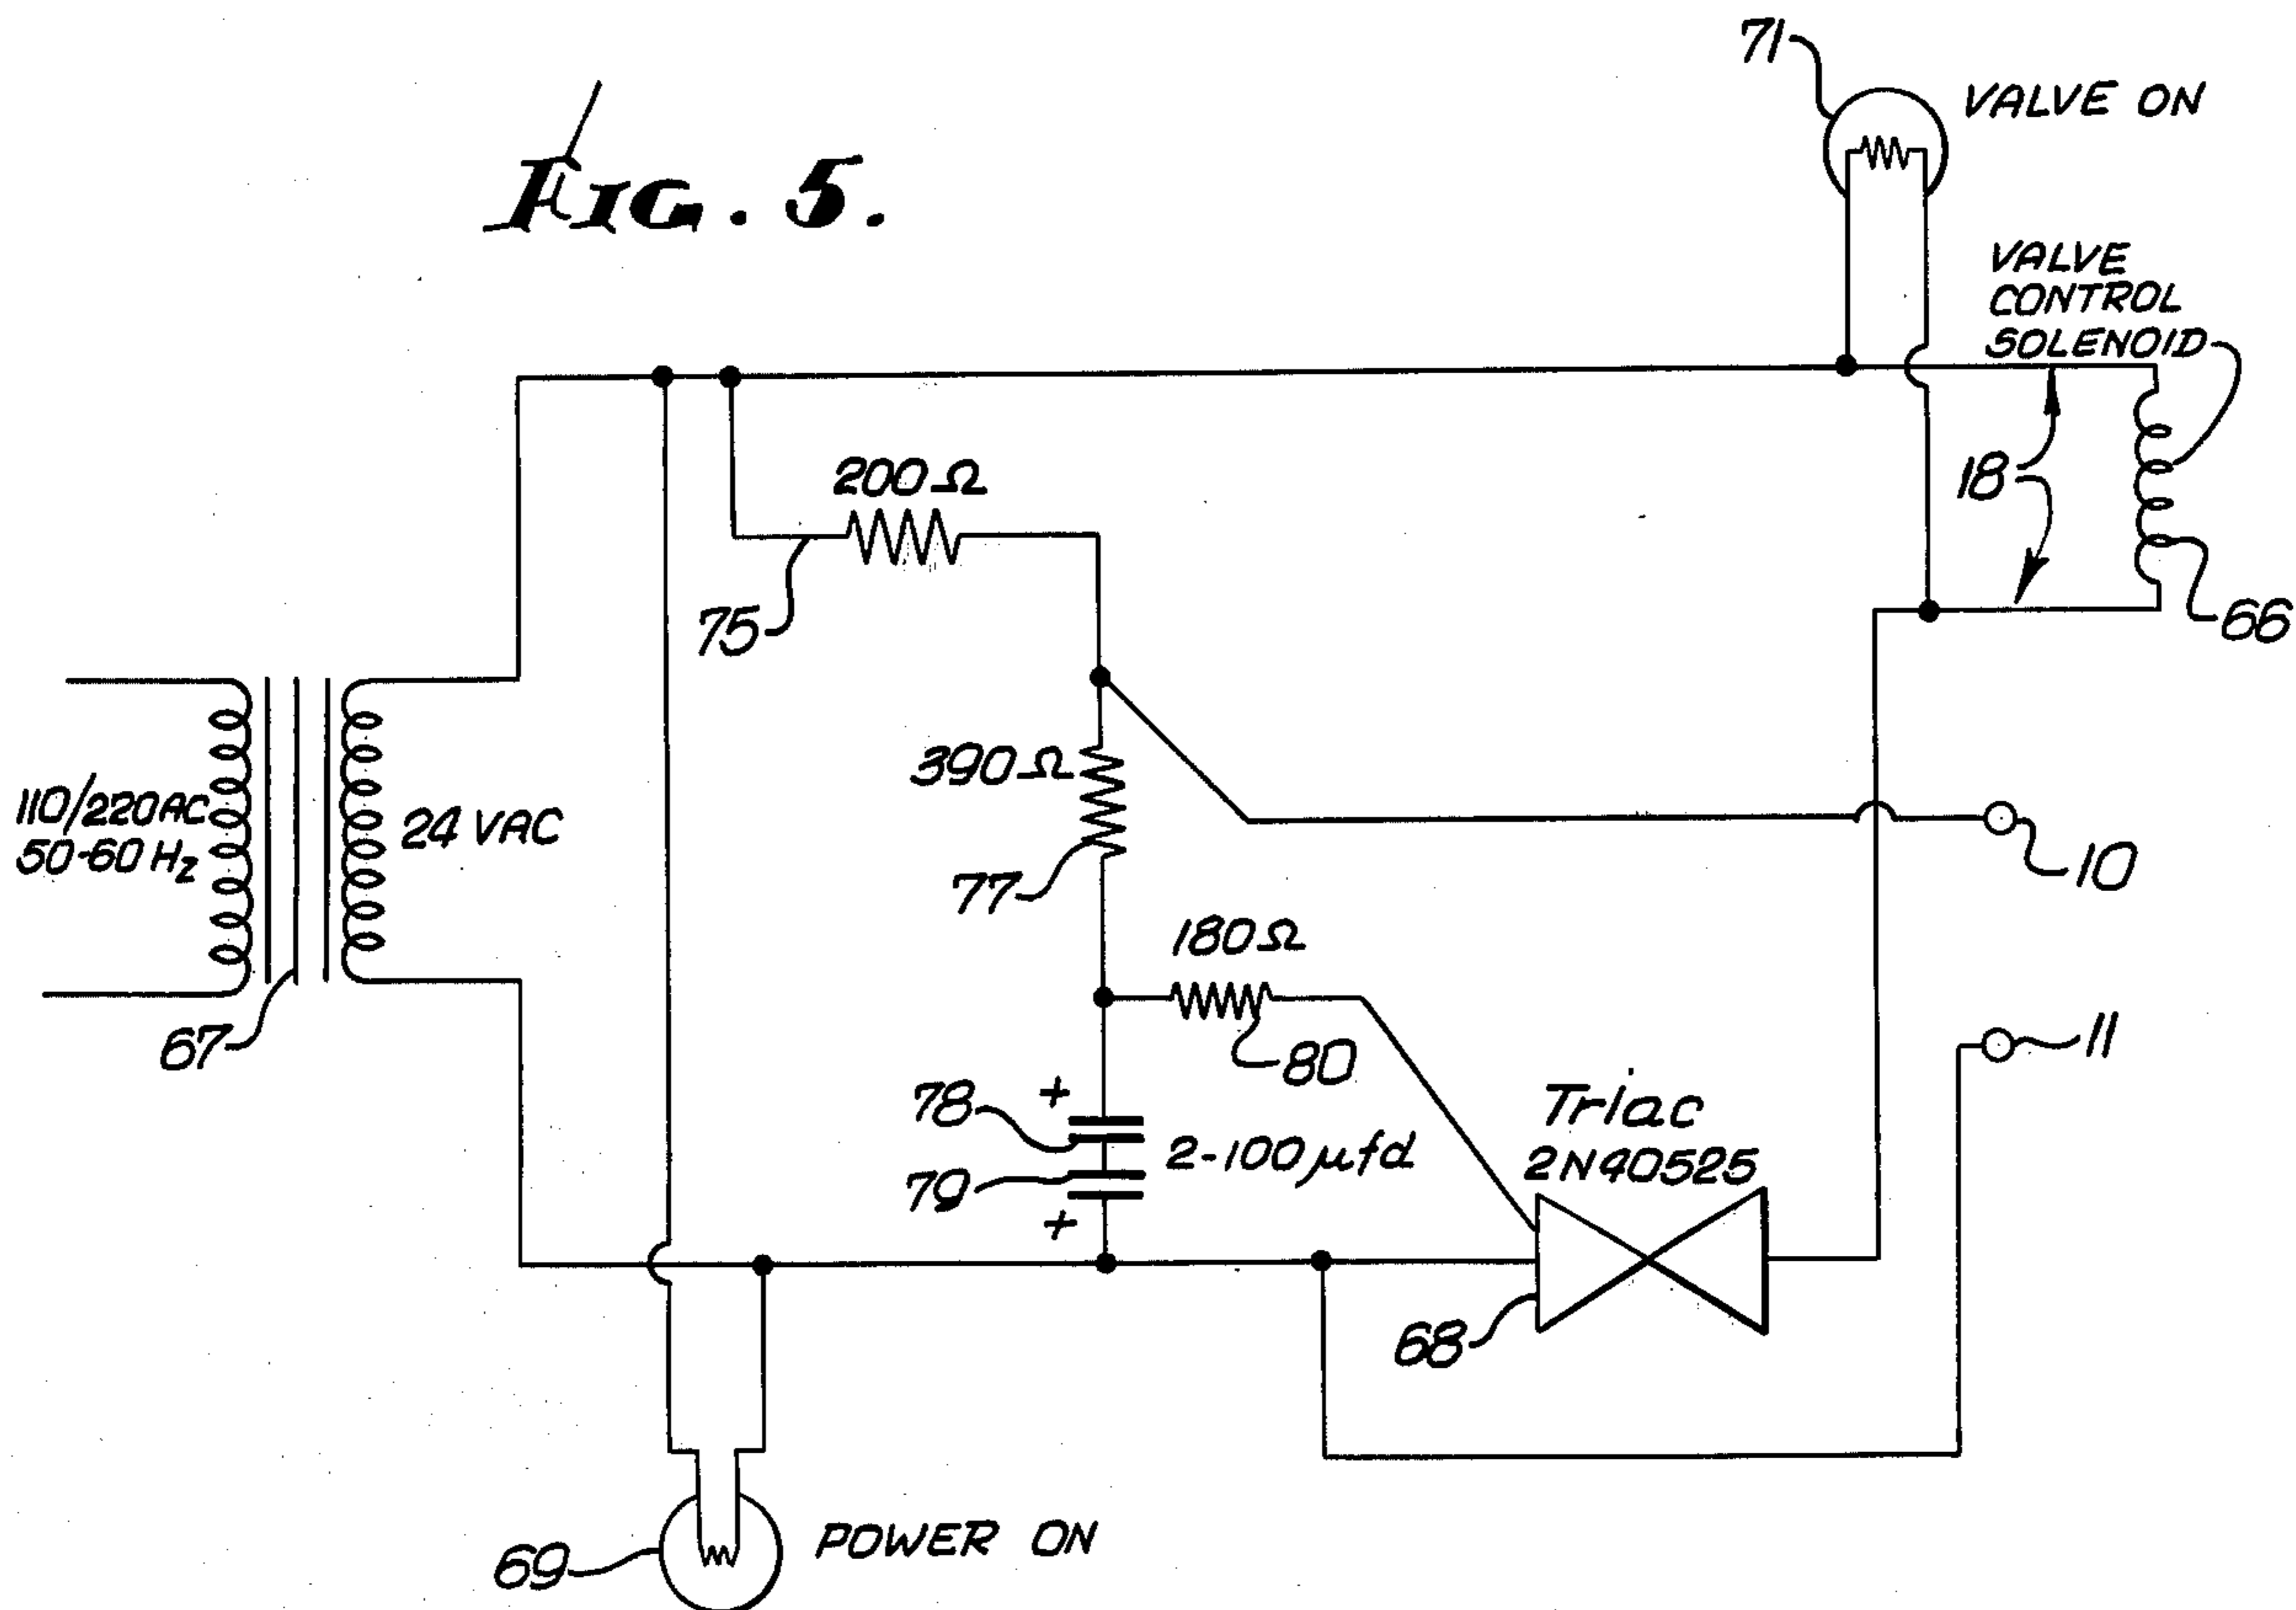 71
VALVE ON
FIG. 5.
VALVE
CONTROL
SOLENOID
18
200 Ω
75
66
390 Ω
110/220 AC
50-60 Hz
24 VAC
77
10
180 Ω
67
80
11
78
+
Triac
2N40525
2-100 μfd
79
+
68
69
POWER ON